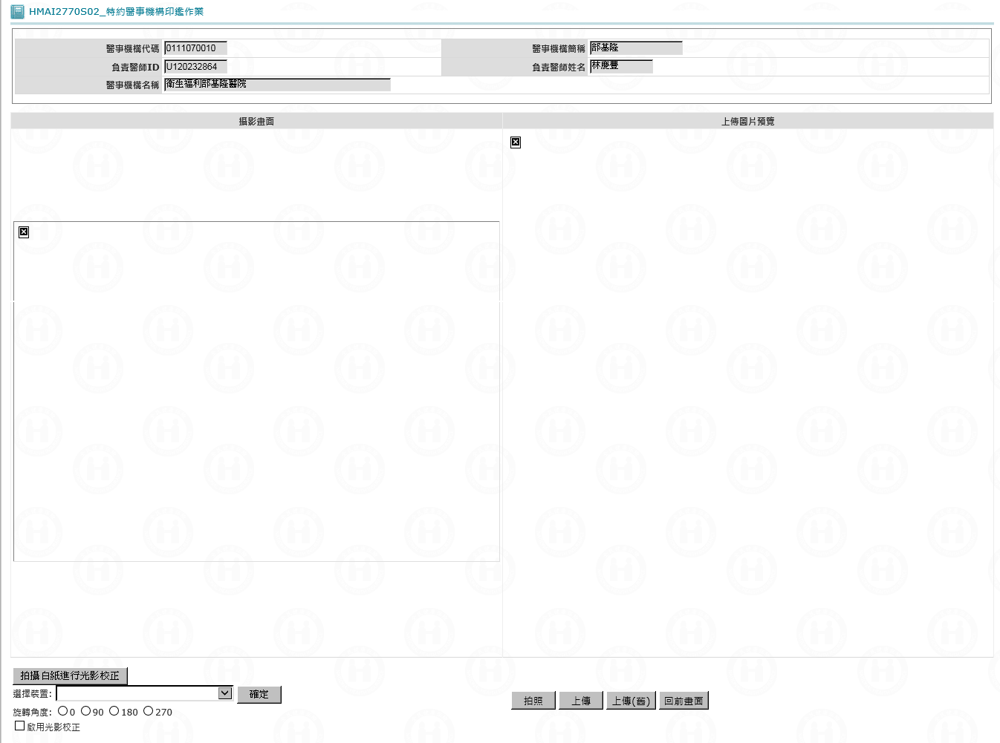 HMAI2770S02_特約醫事機構印鑑作業
醫事機構代碼 0111070010 醫事機構簡稱 部基隆
負責醫師ID U120232864 負責醫師姓名 林慶豐
醫事機構名稱 衛生福利部基隆醫院
攝影畫面 上傳圖片預覽
拍攝白紙進行光影校正
選擇裝置: 確定
拍照 上傳 上傳(舊) 回前畫面
旋轉角度: 0 90 180 270
啟用光影校正